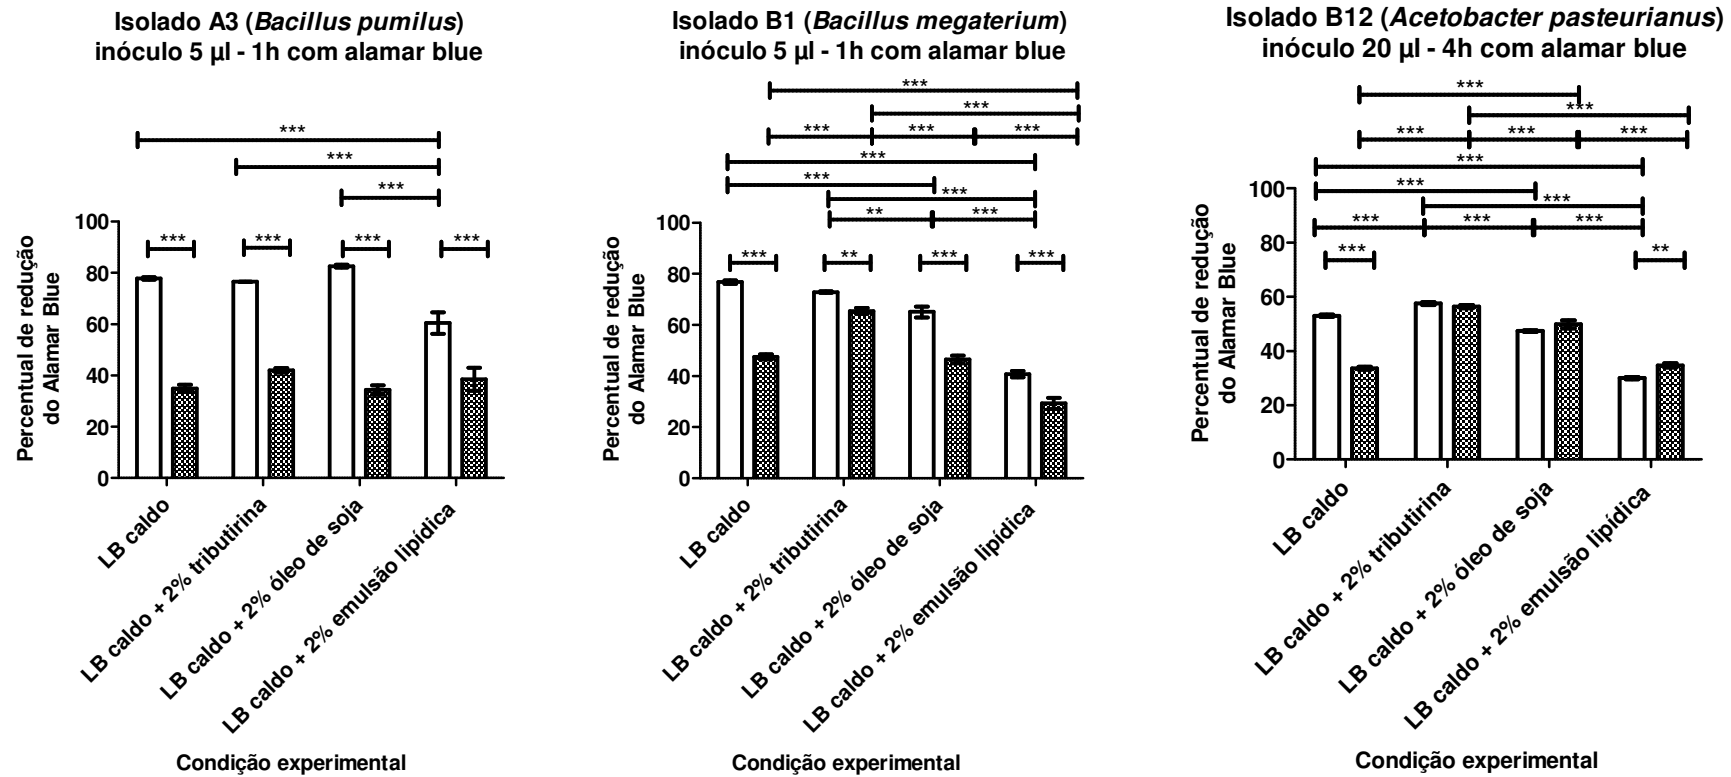 Isolado A3 (Bacillus pumilus)
inóculo 5 µl - 1h com alamar blue
***
***
***
Percentual de redução
do Alamar Blue
100
80
60
40
20
0
***
***
***
***
LB caldo
LB caldo + 2% tributirina
LB caldo + 2% óleo de soja
LB caldo + 2% emulsão lipídica
Condição experimental
Isolado B1 (Bacillus megaterium)
inóculo 5 µl - 1h com alamar blue
***
***
***
***
***
***
***
***
**
***
Percentual de redução
do Alamar Blue
100
80
60
40
20
0
***
**
***
***
LB caldo
LB caldo + 2% tributirina
LB caldo + 2% óleo de soja
LB caldo + 2% emulsão lipídica
Condição experimental
Isolado B12 (Acetobacter pasteurianus)
inóculo 20 µl - 4h com alamar blue
***
***
***
***
***
***
***
***
***
***
***
Percentual de redução
do Alamar Blue
100
80
60
40
20
0
***
**
LB caldo
LB caldo + 2% tributirina
LB caldo + 2% óleo de soja
LB caldo + 2% emulsão lipídica
Condição experimental